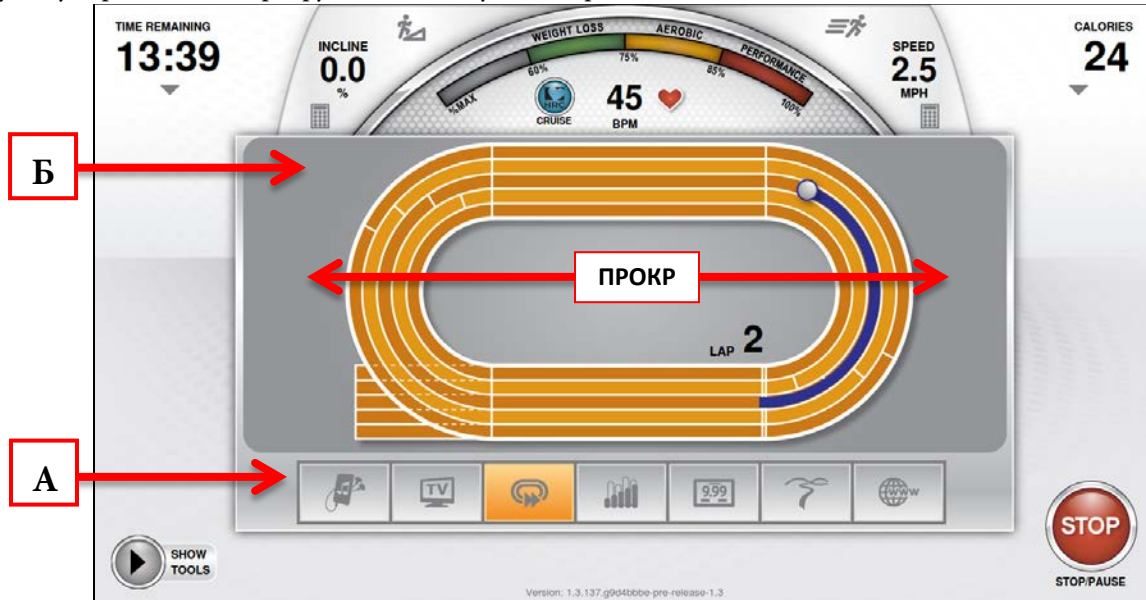 TIME REMAINING
13:39
INCLINE
0.0
%
WEIGHT LOSS
AEROBIC
PERFORMANCE
%MAX
60%
75%
85%
100%
HRC
CRUISE
45
BPM
SPEED
2.5
MPH
CALORIES
24
Б
ПРОКР
LAP 2
А
TV
9.99
www
SHOW
TOOLS
STOP
STOP/PAUSE
Version: 1.3.137.g9d4bbbe-pre-release-1.3